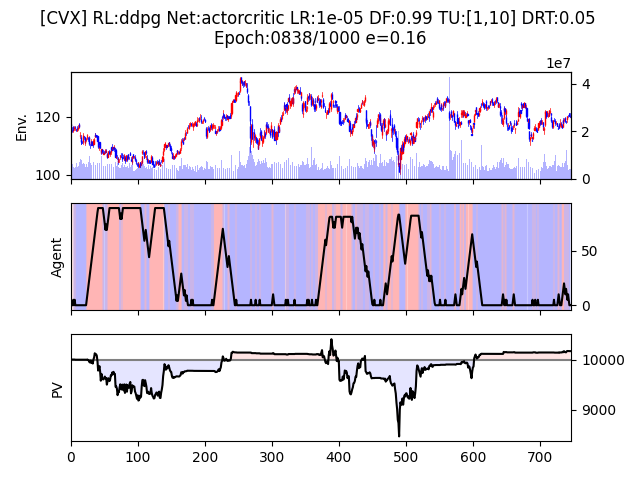 [CVX] RL:ddpg Net:actorcritic LR:1e-05 DF:0.99 TU:[1,10] DRT:0.05
Epoch:0838/1000 e=0.16
1e7
Env.
120
100
4
2
0
Agent
50
0
PV
10000
9000
0 100 200 300 400 500 600 700